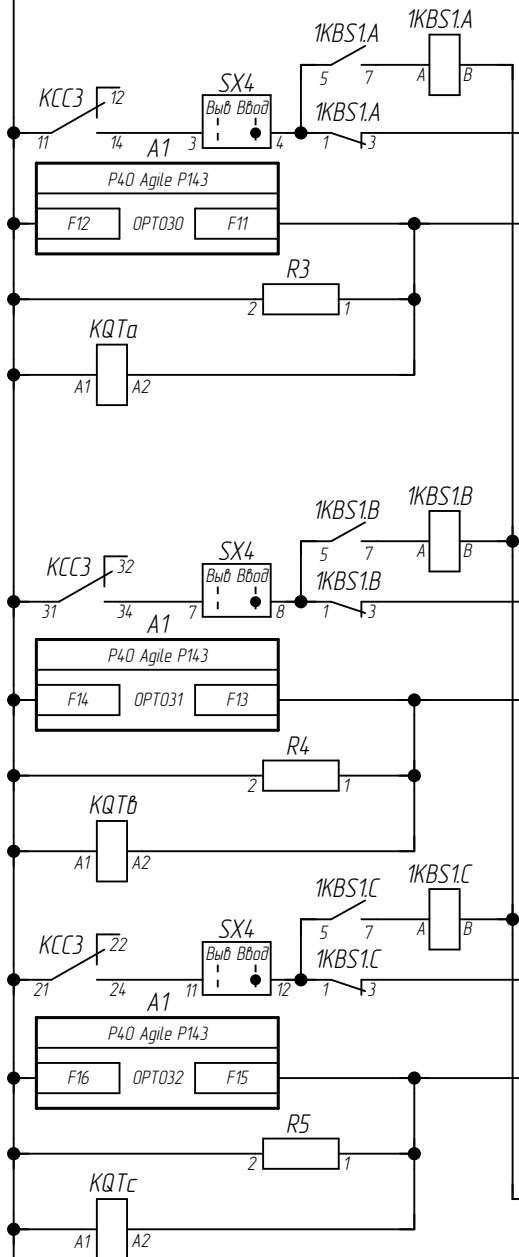 1KBS1.A
1KBS1.A
5 7 A B
KCC3 12
SX4
Выв Ввод
1KBS1.A
11 14 3 4 1 3
A1
P40 Agile P143
F12 OPTO30 F11
R3
2 1
KQTa
A1 A2
1KBS1.B
1KBS1.B
5 7 A B
KCC3 32
SX4
Выв Ввод
1KBS1.B
31 34 7 8 1 3
A1
P40 Agile P143
F14 OPTO31 F13
R4
2 1
KQTв
A1 A2
1KBS1.C
1KBS1.C
5 7 A B
KCC3 22
SX4
Выв Ввод
1KBS1.C
21 24 11 12 1 3
A1
P40 Agile P143
F16 OPTO32 F15
R5
2 1
KQTc
A1 A2